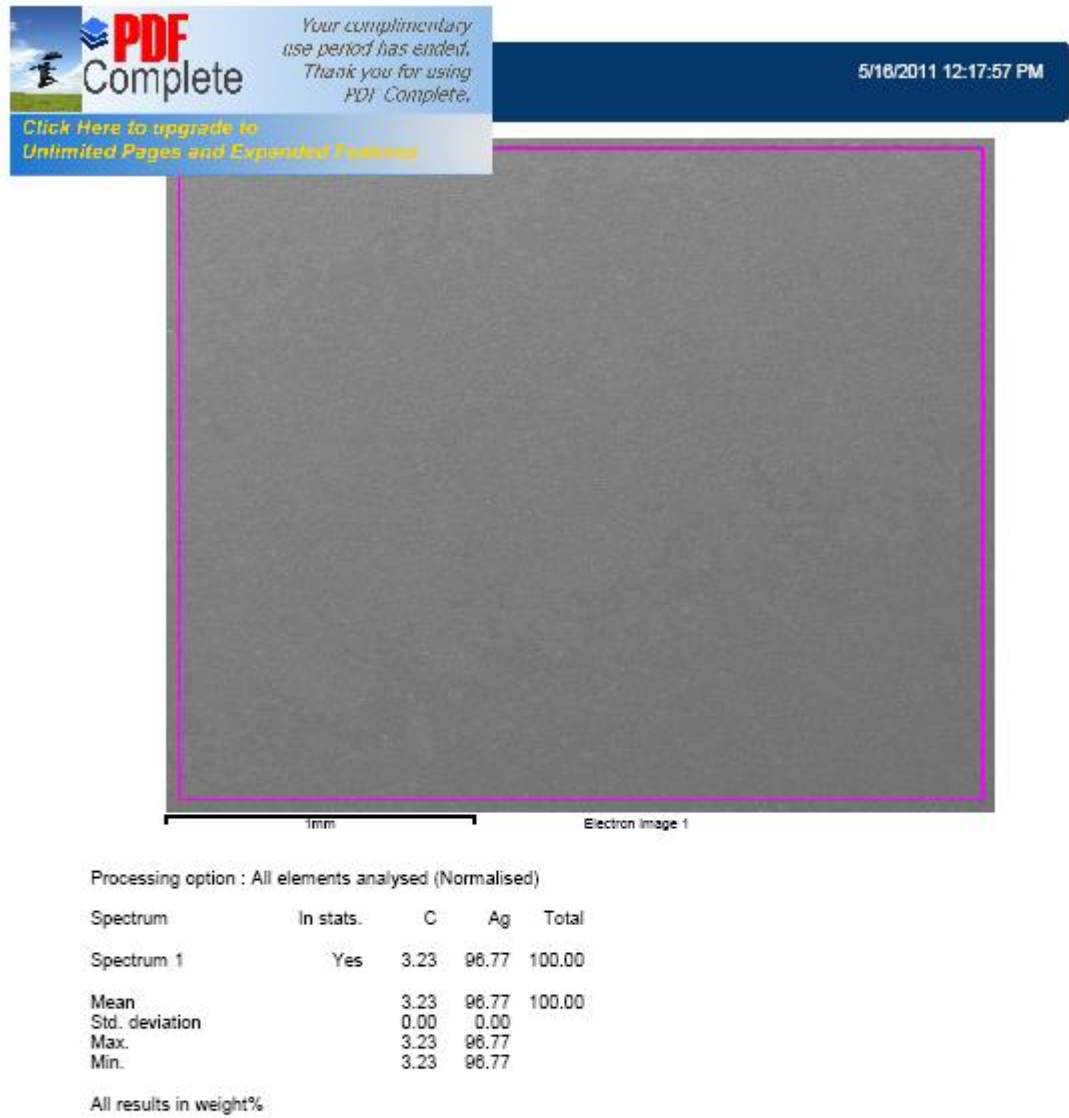 PDF
Complete
Your complimentary
use period has ended.
Thank you for using
PDF Complete.
Click Here to upgrade to
Unlimited Pages and Expanded Features
5/16/2011 12:17:57 PM
1mm Electron Image 1
Processing option : All elements analysed (Normalised)
Spectrum In stats. C Ag Total
Spectrum 1 Yes 3.23 96.77 100.00
Mean 3.23 96.77 100.00
Std. deviation 0.00 0.00
Max. 3.23 96.77
Min. 3.23 96.77
All results in weight%